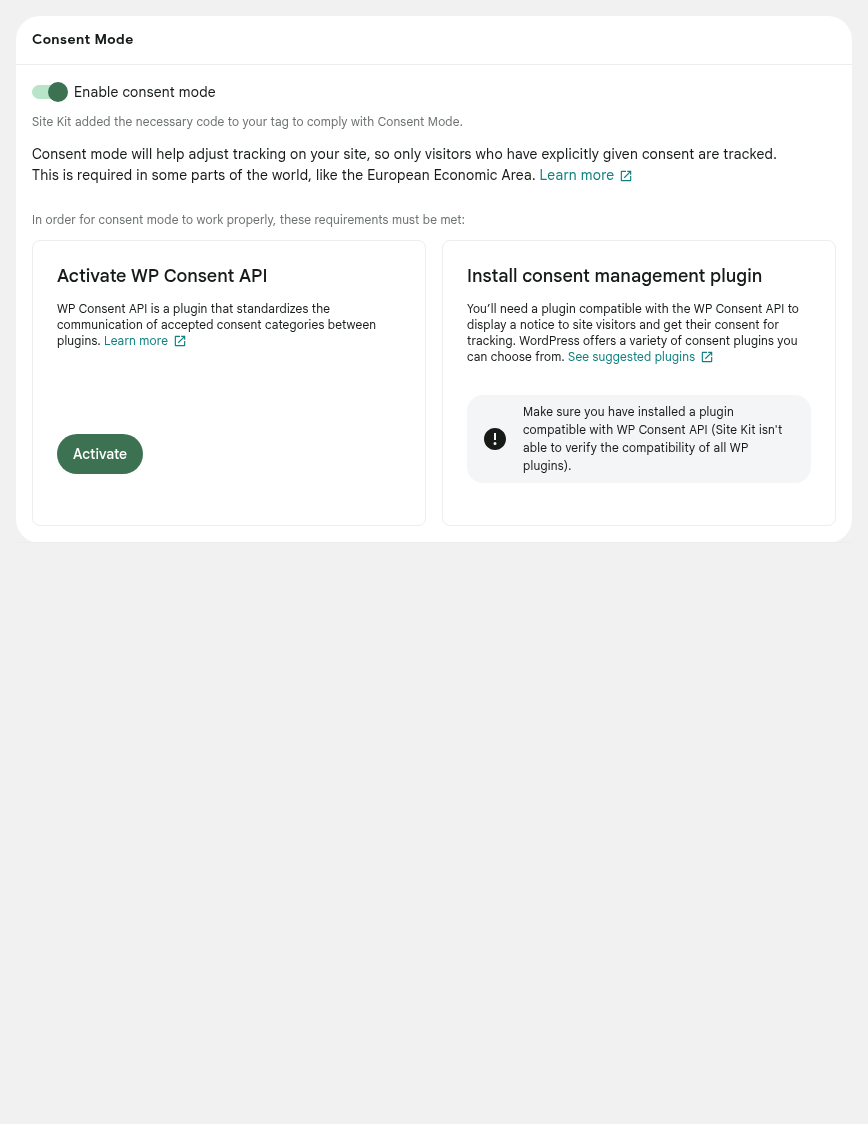 Consent Mode
Enable consent mode
Site Kit added the necessary code to your tag to comply with Consent Mode.
Consent mode will help adjust tracking on your site, so only visitors who have explicitly given consent are tracked.
This is required in some parts of the world, like the European Economic Area. Learn more
In order for consent mode to work properly, these requirements must be met:
Activate WP Consent API
WP Consent API is a plugin that standardizes the
communication of accepted consent categories between
plugins. Learn more
Activate
Install consent management plugin
You’ll need a plugin compatible with the WP Consent API to
display a notice to site visitors and get their consent for
tracking. WordPress offers a variety of consent plugins you
can choose from. See suggested plugins
Make sure you have installed a plugin
compatible with WP Consent API (Site Kit isn't
able to verify the compatibility of all WP
plugins).